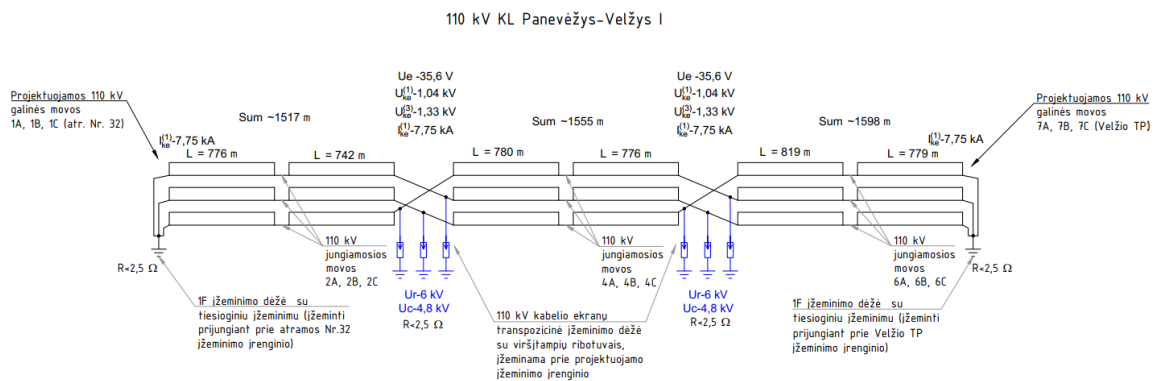 110 kV KL Panevėžys-Velžys I
Projektuojamos 110 kV
galinės movos
1A, 1B, 1C (atr. Nr. 32)
Sum ~1517 m
I(1)ke-7,75 kA
L = 776 m
L = 742 m
Ue -35,6 V
U(1)ke-1,04 kV
U(3)ke-1,33 kV
I(1)ke-7,75 kA
Sum ~1555 m
L = 780 m
L = 776 m
Ue -35,6 V
U(1)ke-1,04 kV
U(3)ke-1,33 kV
I(1)ke-7,75 kA
Sum ~1598 m
L = 819 m
L = 779 m
I(1)ke-7,75 kA
Projektuojamos 110 kV
galinės movos
7A, 7B, 7C (Velžio TP)
R<2,5 Ω
1F įžeminimo dėžė su
tiesioginiu įžeminimu (įžeminti
prijungiant prie atramos Nr.32
įžeminimo įrenginio)
110 kV
jungiamosios
movos
2A, 2B, 2C
Ur-6 kV
Uc-4,8 kV
R<2,5 Ω
110 kV kabelio ekranų
transpozicinė įžeminimo dėžė
su viršįtampių ribotuvais,
įžeminama prie projektuojamo
įžeminimo įrenginio
110 kV
jungiamosios
movos
4A, 4B, 4C
Ur-6 kV
Uc-4,8 kV
R<2,5 Ω
1F įžeminimo dėžė su
tiesioginiu įžeminimu (įžeminti
prijungiant prie Velžio TP
įžeminimo įrenginio)
110 kV
jungiamosios
movos
6A, 6B, 6C
R<2,5 Ω